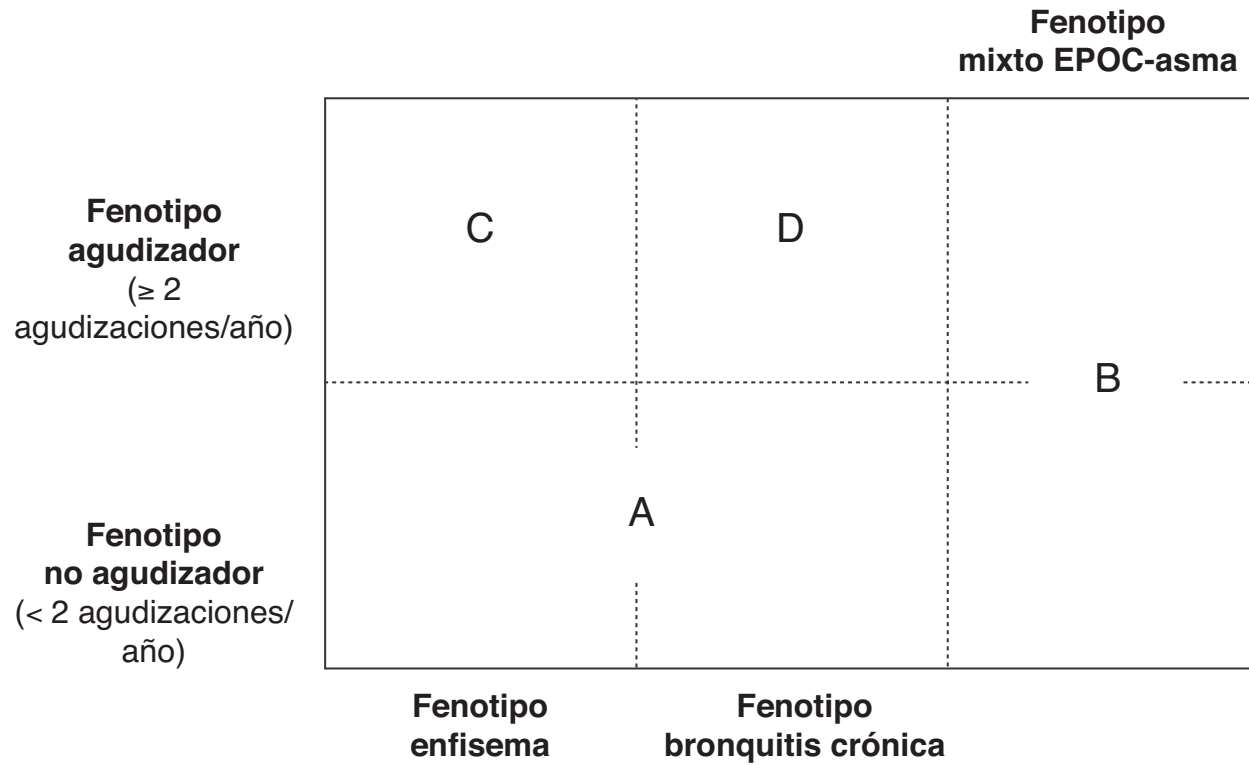 Fenotipo
mixto EPOC-asma
Fenotipo
agudizador
(≥ 2
agudizaciones/año)
C
D
B
A
Fenotipo
no agudizador
(< 2 agudizaciones/
año)
Fenotipo
enfisema
Fenotipo
bronquitis crónica